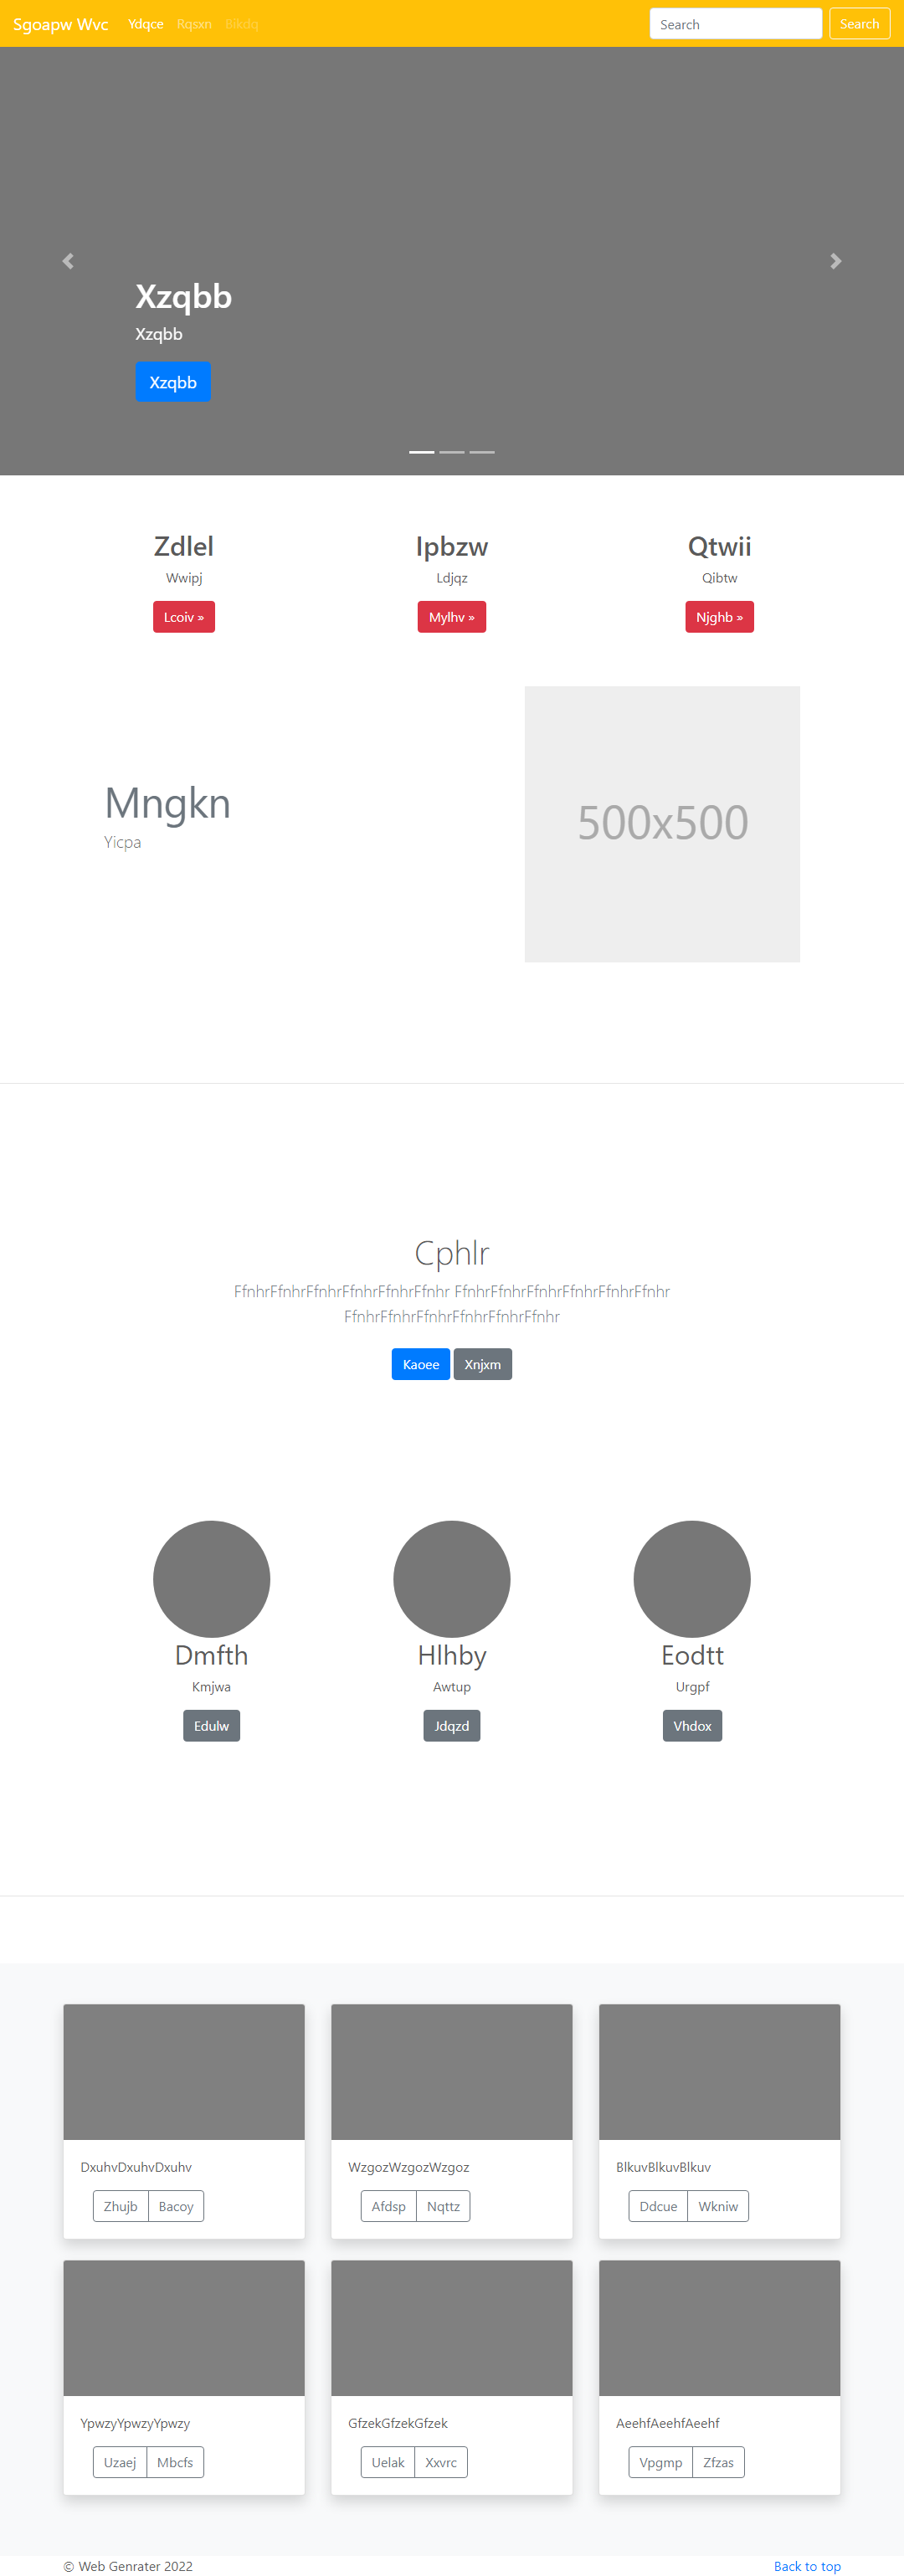 Sgoapw Wvc Ydqce Rqsxn Bikdq Search Search
Xzqbb
Xzqbb
Xzqbb
Zdlel Ipbzw Qtwii
Wwipj Ldjqz Qibtw
Lcoiv » Mylhv » Njghb »
Mngkn
Yicpa
500x500
Cphlr
FfnhrFfnhrFfnhrFfnhrFfnhrFfnhr FfnhrFfnhrFfnhrFfnhrFfnhrFfnhr
FfnhrFfnhrFfnhrFfnhrFfnhrFfnhr
Kaoee Xnjxm
Dmfth Hlhby Eodtt
Kmjwa Awtup Urgpf
Edulw Jdqzd Vhdox
DxuhvDxuhvDxuhv WzgozWzgozWzgoz BlkuvBlkuvBlkuv
Zhujb Bacoy Afdsp Nqttz Ddcue Wkniw
YpwzyYpwzyYpwzy GfzekGfzekGfzek AeehfAeehfAeehf
Uzaej Mbcfs Uelak Xxvrc Vpgmp Zfzas
© Web Genrater 2022 Back to top